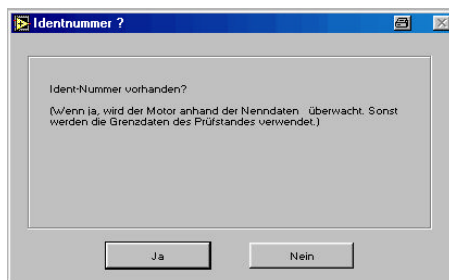 Identnummer ?
Ident-Nummer vorhanden?
(Wenn ja, wird der Motor anhand der Nenndaten überwacht. Sonst
werden die Grenzdaten des Prüfstandes verwendet.)
Ja Nein